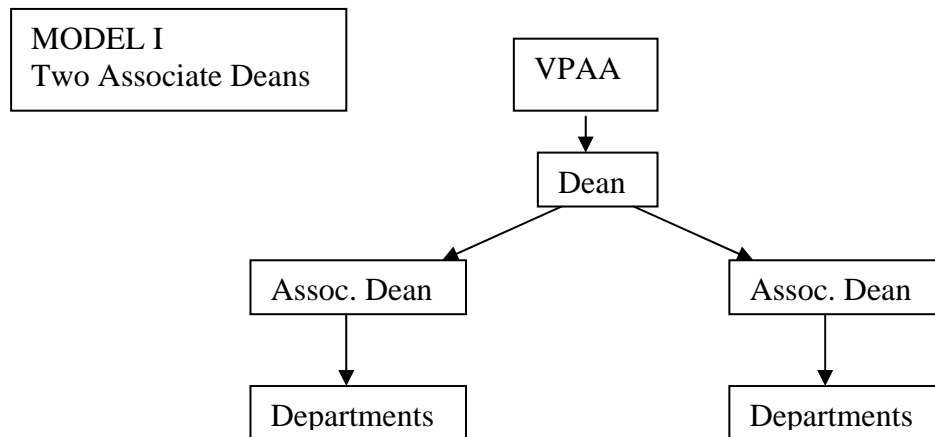 MODEL I
Two Associate Deans
VPAA
Dean
Assoc. Dean
Assoc. Dean
Departments
Departments